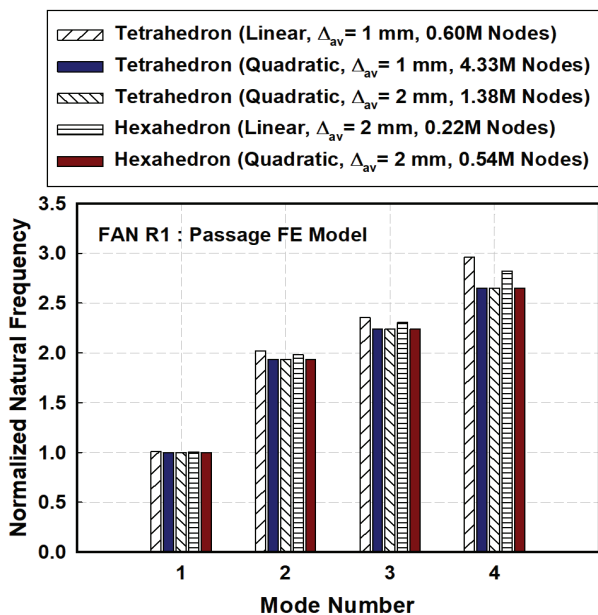 Tetrahedron (Linear, Δav= 1 mm, 0.60M Nodes)
Tetrahedron (Quadratic, Δav= 1 mm, 4.33M Nodes)
Tetrahedron (Quadratic, Δav= 2 mm, 1.38M Nodes)
Hexahedron (Linear, Δav= 2 mm, 0.22M Nodes)
Hexahedron (Quadratic, Δav= 2 mm, 0.54M Nodes)
FAN R1 : Passage FE Model
Normalized Natural Frequency
3.5
3.0
2.5
2.0
1.5
1.0
0.5
0.0
1 2 3 4
Mode Number